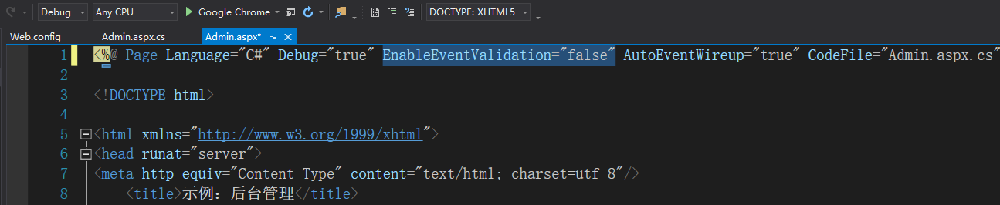 Debug Any CPU Google Chrome DOCTYPE: XHTML5
Web.config Admin.aspx.cs Admin.aspx*
1 <%@ Page Language="C#" Debug="true" EnableEventValidation="false" AutoEventWireup="true" CodeFile="Admin.aspx.cs"
2
3 <!DOCTYPE html>
4
5 <html xmlns="http://www.w3.org/1999/xhtml">
6 <head runat="server">
7 <meta http-equiv="Content-Type" content="text/html; charset=utf-8"/>
8 <title>示例：后台管理</title>